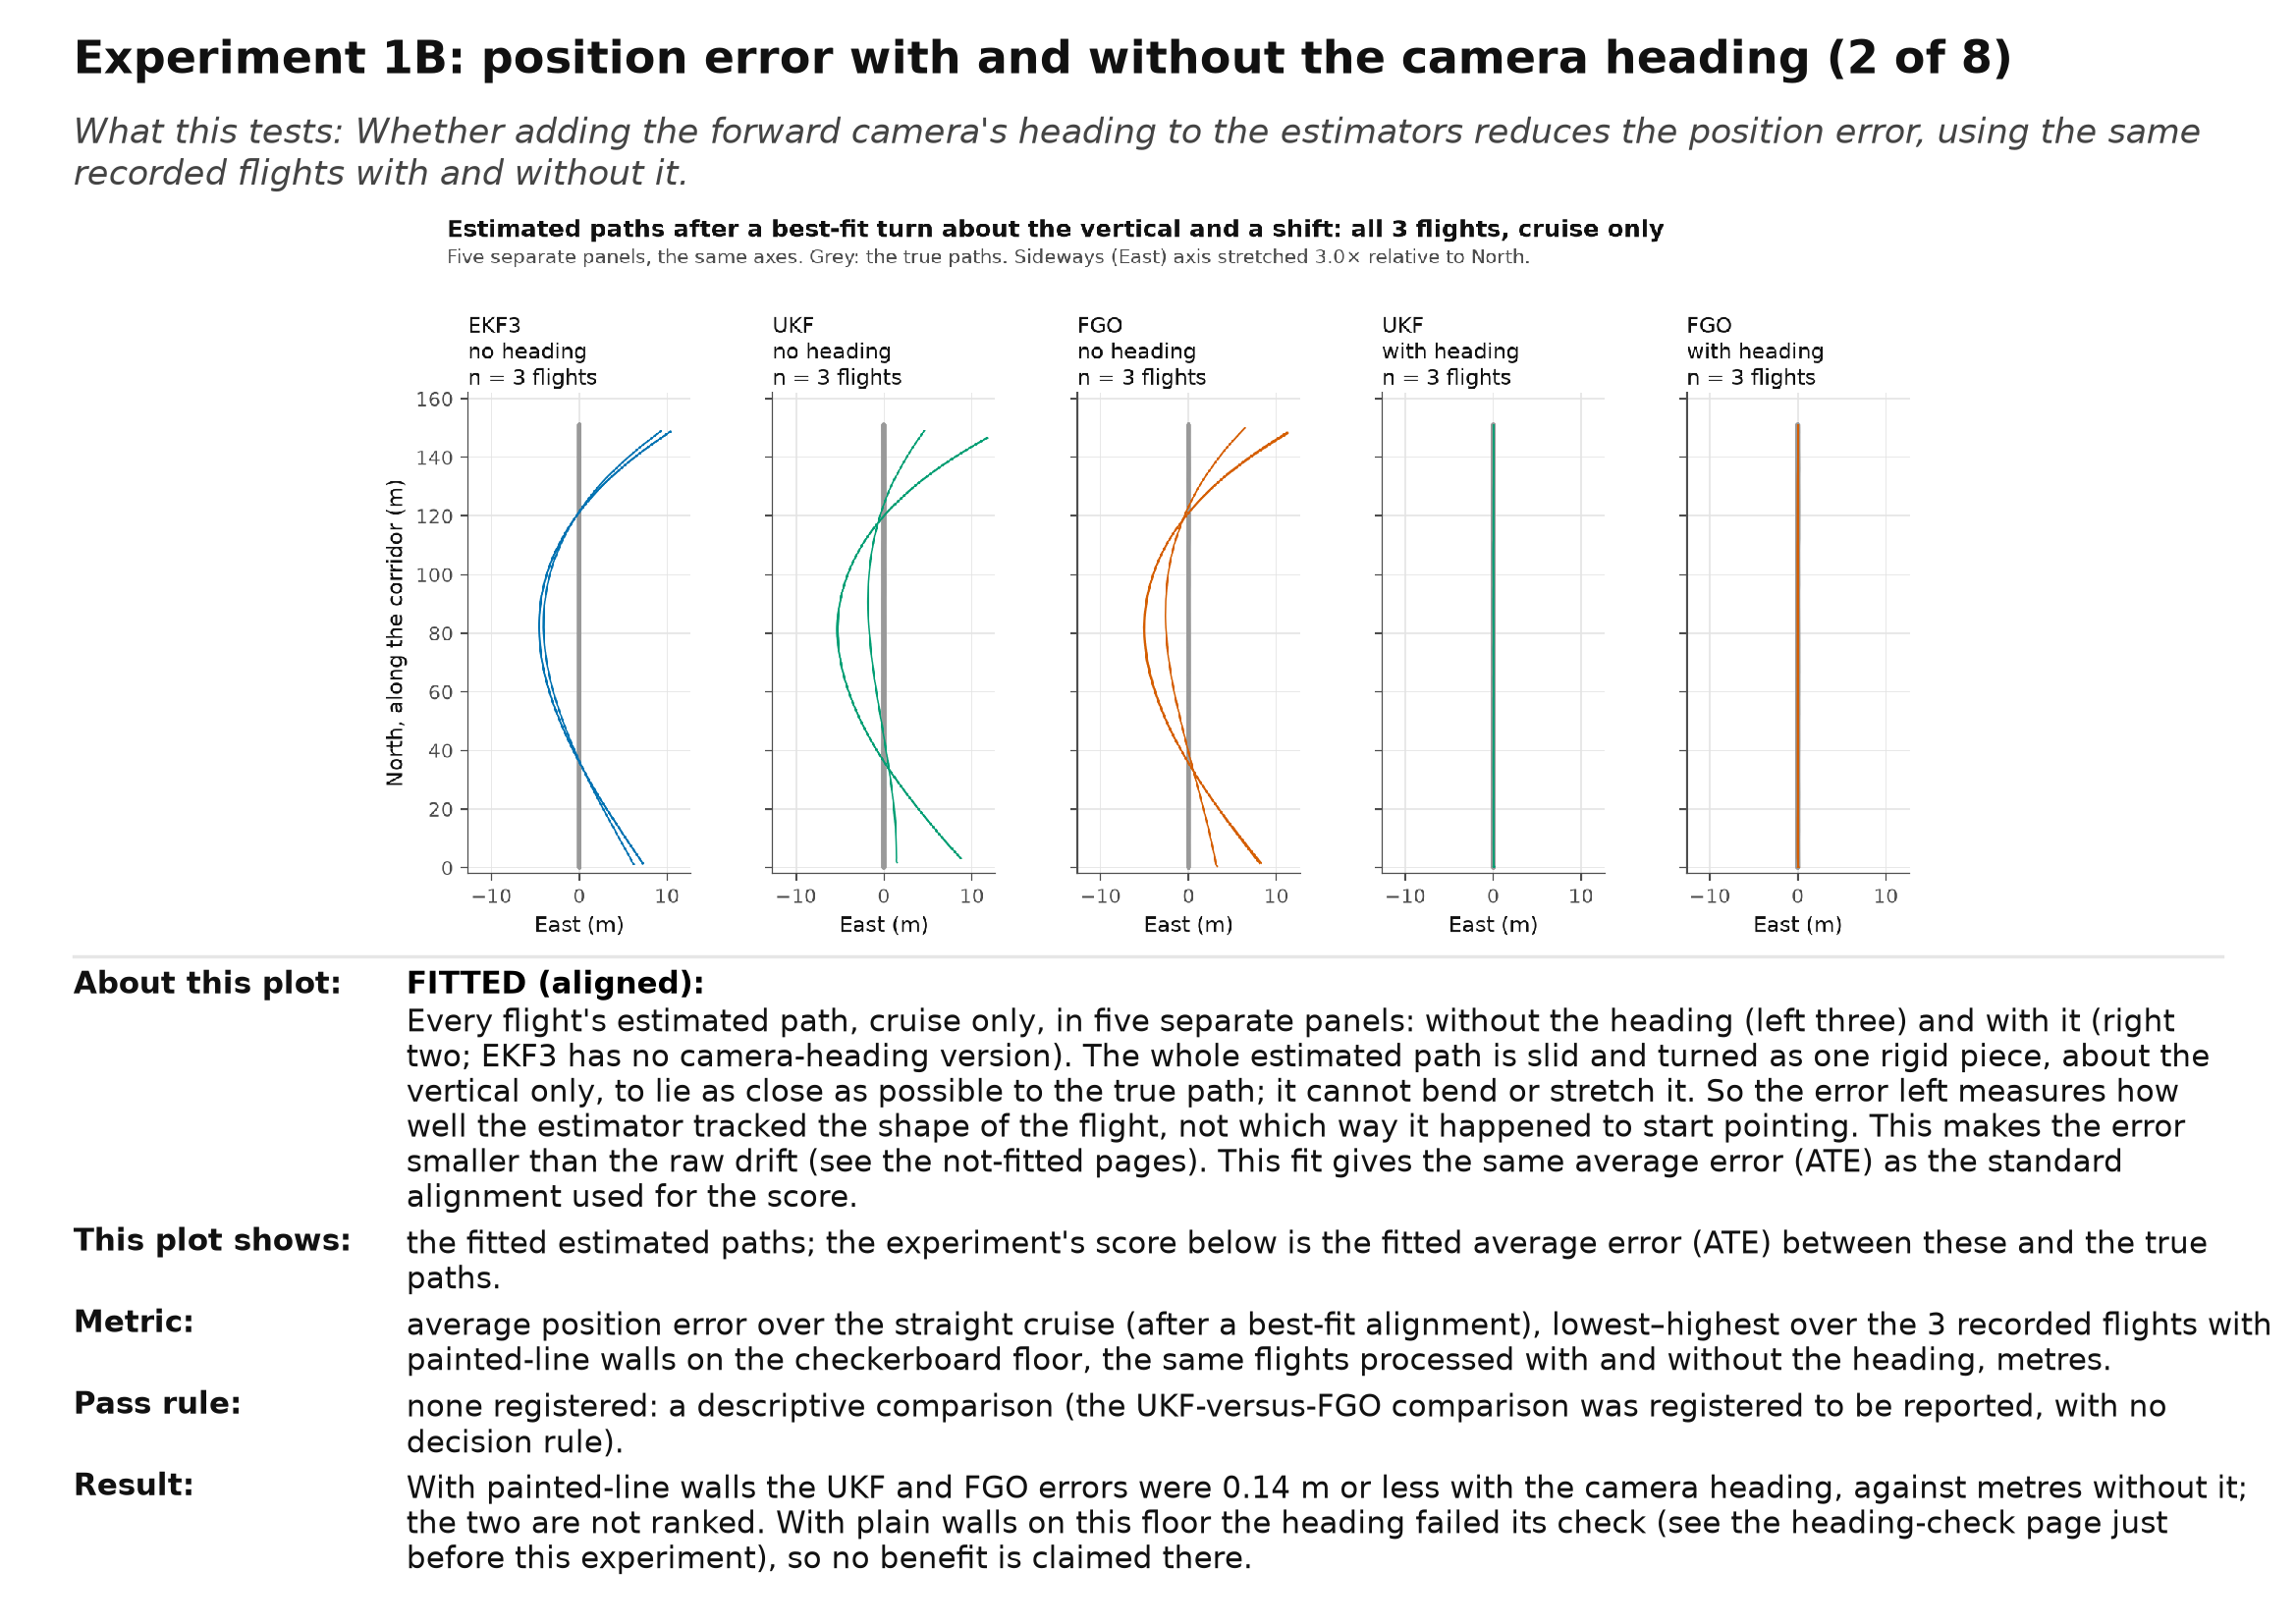 Experiment 1B: position error with and without the camera heading (2 of 8)
What this tests: Whether adding the forward camera's heading to the estimators reduces the position error, using the same
recorded flights with and without it.
Estimated paths after a best-fit turn about the vertical and a shift: all 3 flights, cruise only
Five separate panels, the same axes. Grey: the true paths. Sideways (East) axis stretched 3.0× relative to North.
EKF3
no heading
n = 3 flights
UKF
no heading
n = 3 flights
FGO
no heading
n = 3 flights
UKF
with heading
n = 3 flights
FGO
with heading
n = 3 flights
North, along the corridor (m)
160
140
120
100
80
60
40
20
0
−10 0 10
−10 0 10
−10 0 10
−10 0 10
−10 0 10
East (m)
East (m)
East (m)
East (m)
East (m)
About this plot:
FITTED (aligned):
Every flight's estimated path, cruise only, in five separate panels: without the heading (left three) and with it (right
two; EKF3 has no camera-heading version). The whole estimated path is slid and turned as one rigid piece, about the
vertical only, to lie as close as possible to the true path; it cannot bend or stretch it. So the error left measures how
well the estimator tracked the shape of the flight, not which way it happened to start pointing. This makes the error
smaller than the raw drift (see the not-fitted pages). This fit gives the same average error (ATE) as the standard
alignment used for the score.
This plot shows:
the fitted estimated paths; the experiment's score below is the fitted average error (ATE) between these and the true
paths.
Metric:
average position error over the straight cruise (after a best-fit alignment), lowest–highest over the 3 recorded flights with
painted-line walls on the checkerboard floor, the same flights processed with and without the heading, metres.
Pass rule:
none registered: a descriptive comparison (the UKF-versus-FGO comparison was registered to be reported, with no
decision rule).
Result:
With painted-line walls the UKF and FGO errors were 0.14 m or less with the camera heading, against metres without it;
the two are not ranked. With plain walls on this floor the heading failed its check (see the heading-check page just
before this experiment), so no benefit is claimed there.